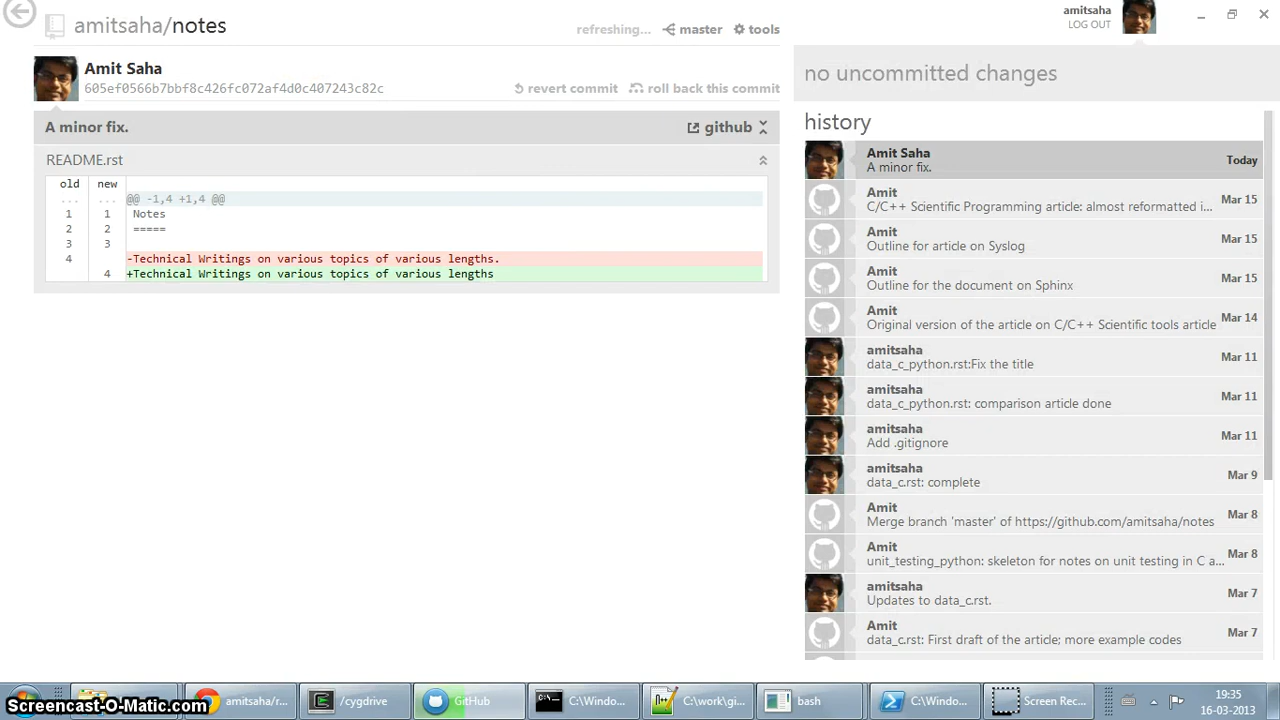 amitsaha/notes
refreshing... master tools
Amit Saha
605ef0566b7bbf8c426fc072af4d0c407243c82c
revert commit roll back this commit
A minor fix.
github
README.rst
old new
... ... @@ -1,4 +1,4 @@
1 1 Notes
2 2 =====
3 3
4 -Technical Writings on various topics of various lengths.
4 +Technical Writings on various topics of various lengths
amitsaha
LOG OUT
no uncommitted changes
history
Amit Saha
A minor fix.
Today
Amit
C/C++ Scientific Programming article: almost reformatted i...
Mar 15
Amit
Outline for article on Syslog
Mar 15
Amit
Outline for the document on Sphinx
Mar 15
Amit
Original version of the article on C/C++ Scientific tools article
Mar 14
amitsaha
data_c_python.rst:Fix the title
Mar 11
amitsaha
data_c_python.rst: comparison article done
Mar 11
amitsaha
Add .gitignore
Mar 11
amitsaha
data_c.rst: complete
Mar 9
Amit
Merge branch 'master' of https://github.com/amitsaha/notes
Mar 8
Amit
unit_testing_python: skeleton for notes on unit testing in C a...
Mar 8
amitsaha
Updates to data_c.rst.
Mar 7
Amit
data_c.rst: First draft of the article; more example codes
Mar 7
amitsaha/r...
/cygdrive
GitHub
C:\Windo...
C:\work\gi...
bash
C:\Windo...
Screen Rec...
19:35
16-03-2013
Screencast-O-Matic.com